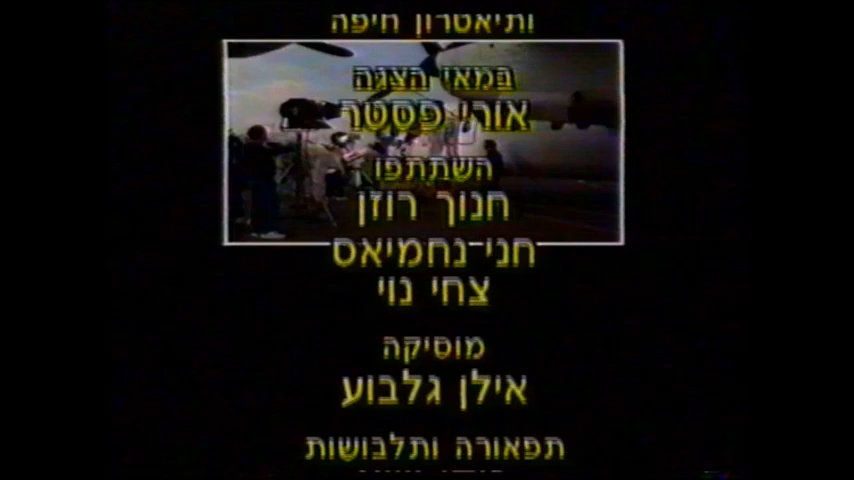 ותיאטרון חיפה
במאי הצגה
אורי פסטר
השתתפו
חנוך רוזן
חני נחמיאס
צחי נוי
מוסיקה
אילן גלבוע
תפאורה ותלבושות